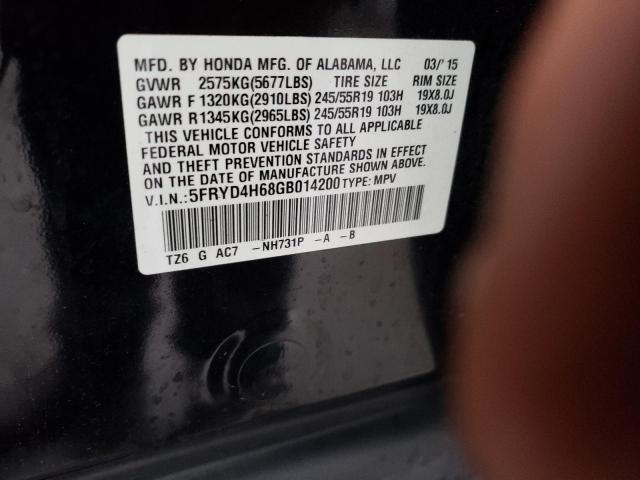 MFD. BY HONDA MFG. OF ALABAMA, LLC 03/'15
GVWR 2575KG(5677LBS) TIRE SIZE RIM SIZE
GAWR F 1320KG(2910LBS) 245/55R19 103H 19X8.0J
GAWR R1345KG(2965LBS) 245/55R19 103H 19X8.0J
THIS VEHICLE CONFORMS TO ALL APPLICABLE
FEDERAL MOTOR VEHICLE SAFETY
AND THEFT PREVENTION STANDARDS IN EFFECT
ON THE DATE OF MANUFACTURE SHOWN ABOVE.
V.I.N.:5FRYD4H68GB014200 TYPE: MPV
TZ6 G AC7 -NH731P -A -B